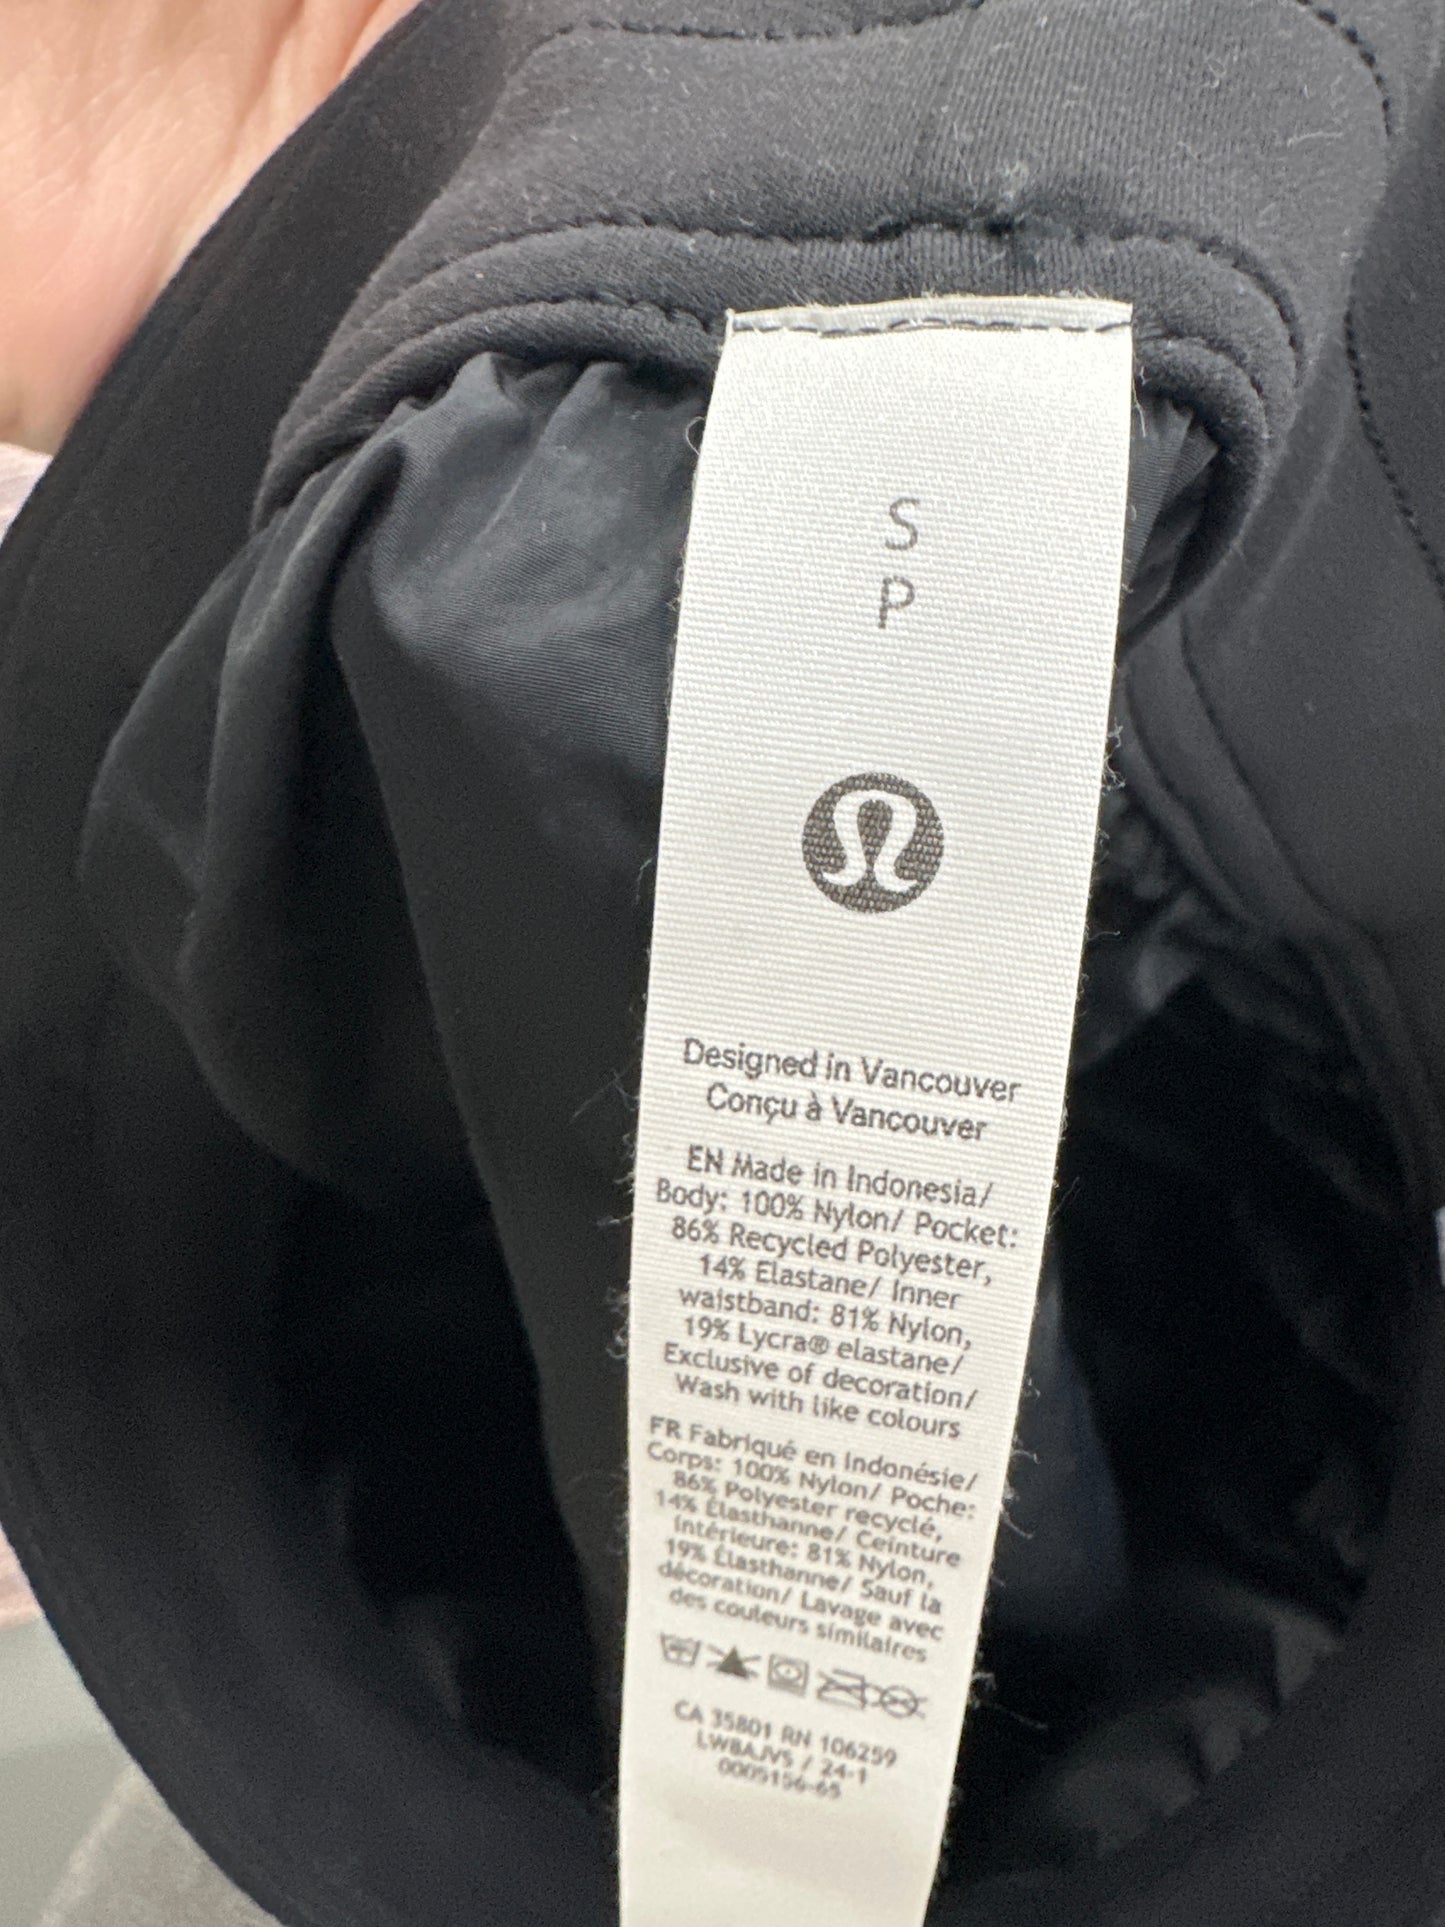 S
P
Designed in Vancouver
Conçu à Vancouver
EN Made in Indonesia/
Body: 100% Nylon/ Pocket:
86% Recycled Polyester,
14% Elastane/ Inner
waistband: 81% Nylon,
19% Lycra® elastane/
Exclusive of decoration/
Wash with like colours
FR Fabriqué en Indonésie/
Corps: 100% Nylon/ Poche:
86% Polyester recyclé,
14% Élasthanne/ Ceinture
intérieure: 81% Nylon,
19% Élasthanne/ Sauf la
décoration/ Lavage avec
des couleurs similaires
CA 35801 RN 106259
LW8AJVS / 24-1
0005156-65